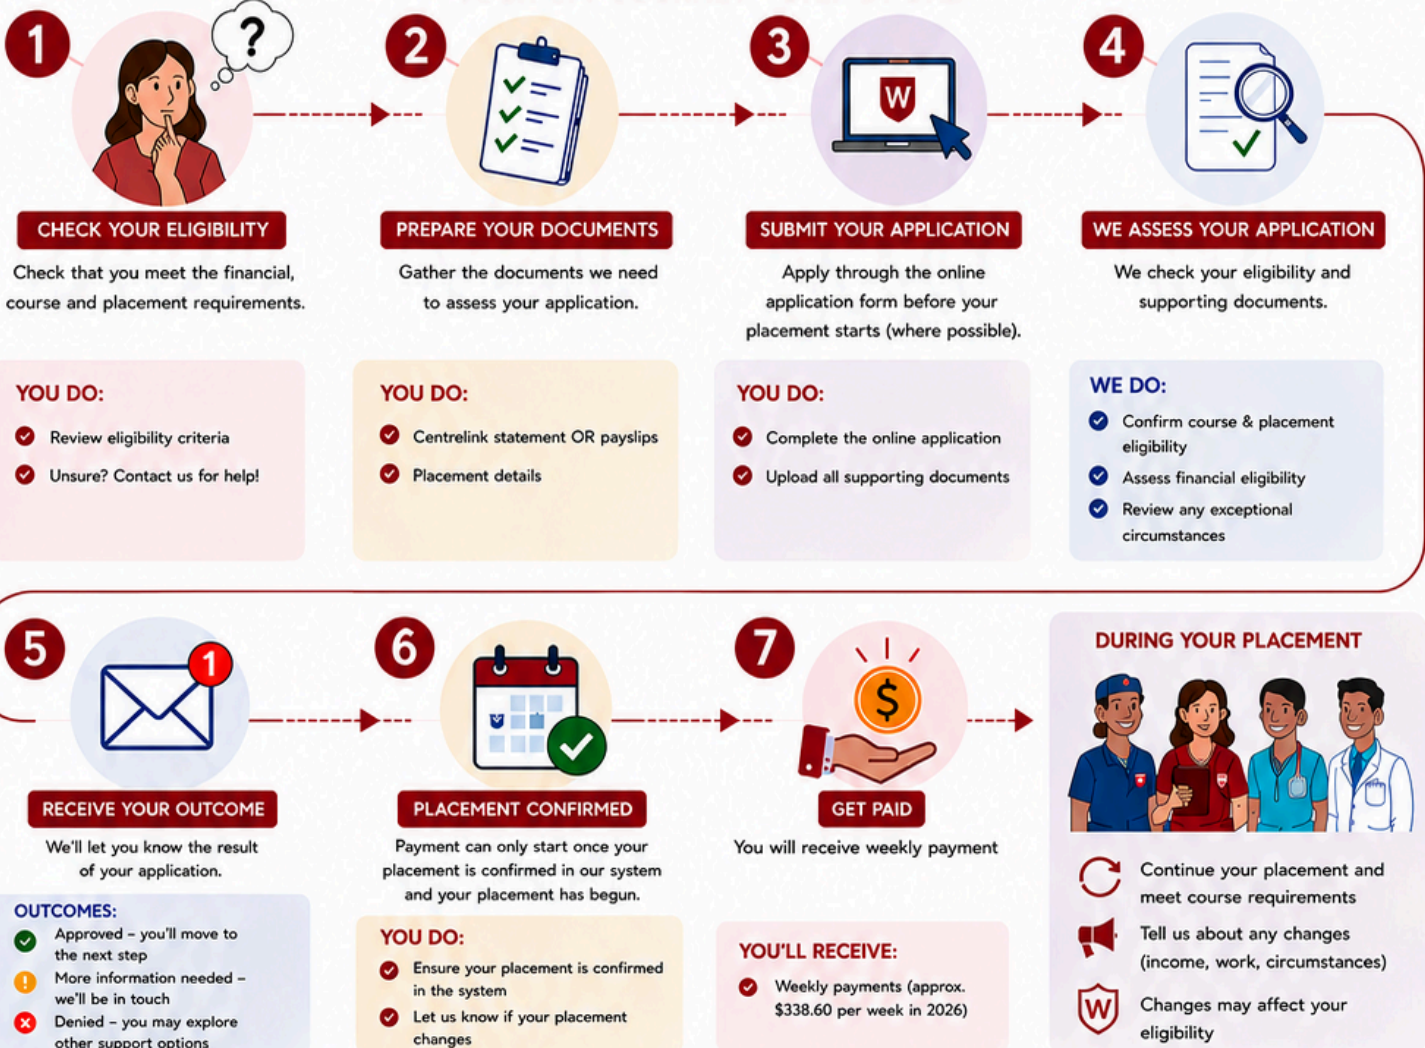 1
?
2
3
W
4
CHECK YOUR ELIGIBILITY
Check that you meet the financial,
course and placement requirements.
PREPARE YOUR DOCUMENTS
Gather the documents we need
to assess your application.
SUBMIT YOUR APPLICATION
Apply through the online
application form before your
placement starts (where possible).
WE ASSESS YOUR APPLICATION
We check your eligibility and
supporting documents.
YOU DO:
Review eligibility criteria
Unsure? Contact us for help!
YOU DO:
Centrelink statement OR payslips
Placement details
YOU DO:
Complete the online application
Upload all supporting documents
WE DO:
Confirm course & placement
eligibility
Assess financial eligibility
Review any exceptional
circumstances
5
1
6
7
$
RECEIVE YOUR OUTCOME
We'll let you know the result
of your application.
OUTCOMES:
Approved – you'll move to
the next step
! More information needed –
we'll be in touch
Denied – you may explore
other support options
PLACEMENT CONFIRMED
Payment can only start once your
placement is confirmed in our system
and your placement has begun.
YOU DO:
Ensure your placement is confirmed
in the system
Let us know if your placement
changes
GET PAID
You will receive weekly payment
YOU'LL RECEIVE:
Weekly payments (approx.
$338.60 per week in 2026)
DURING YOUR PLACEMENT
Continue your placement and
meet course requirements
Tell us about any changes
(income, work, circumstances)
W
Changes may affect your
eligibility